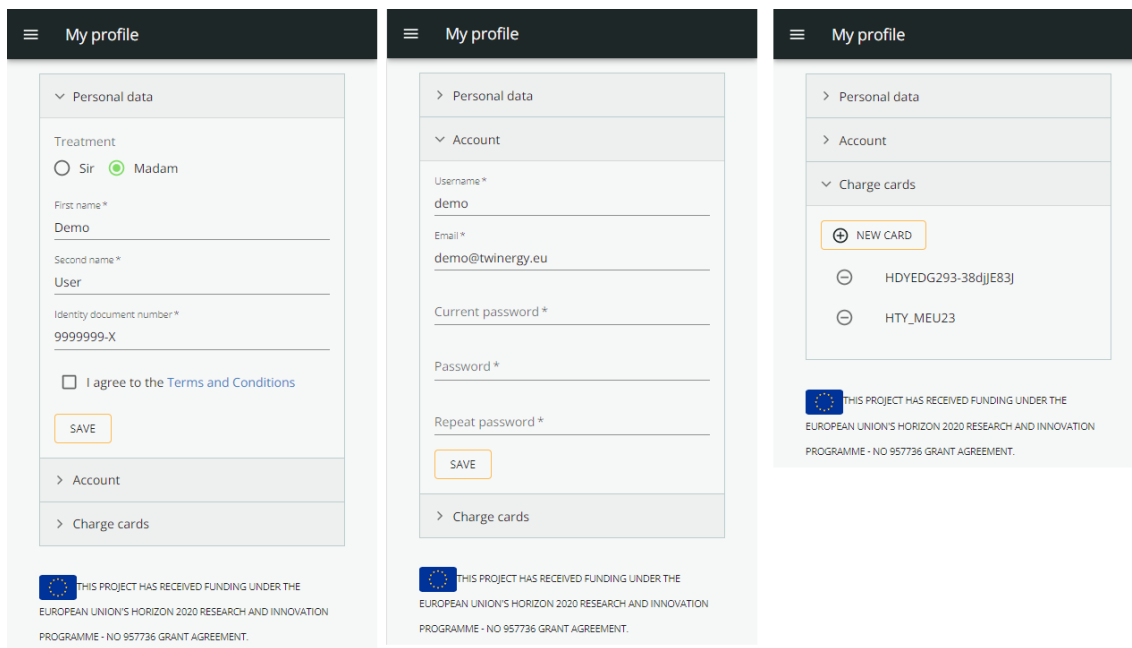 My profile
Personal data
Treatment
Sir Madam
First name *
Demo
Second name *
User
Identity document number *
9999999-X
I agree to the Terms and Conditions
SAVE
Account
Charge cards
THIS PROJECT HAS RECEIVED FUNDING UNDER THE
EUROPEAN UNION'S HORIZON 2020 RESEARCH AND INNOVATION
PROGRAMME - NO 957736 GRANT AGREEMENT.
My profile
Personal data
Account
Username *
demo
Email *
demo@twinergy.eu
Current password *
Password *
Repeat password *
SAVE
Charge cards
THIS PROJECT HAS RECEIVED FUNDING UNDER THE
EUROPEAN UNION'S HORIZON 2020 RESEARCH AND INNOVATION
PROGRAMME - NO 957736 GRANT AGREEMENT.
My profile
Personal data
Account
Charge cards
NEW CARD
HDYEDG293-38djJE83J
HTY_MEU23
THIS PROJECT HAS RECEIVED FUNDING UNDER THE
EUROPEAN UNION'S HORIZON 2020 RESEARCH AND INNOVATION
PROGRAMME - NO 957736 GRANT AGREEMENT.